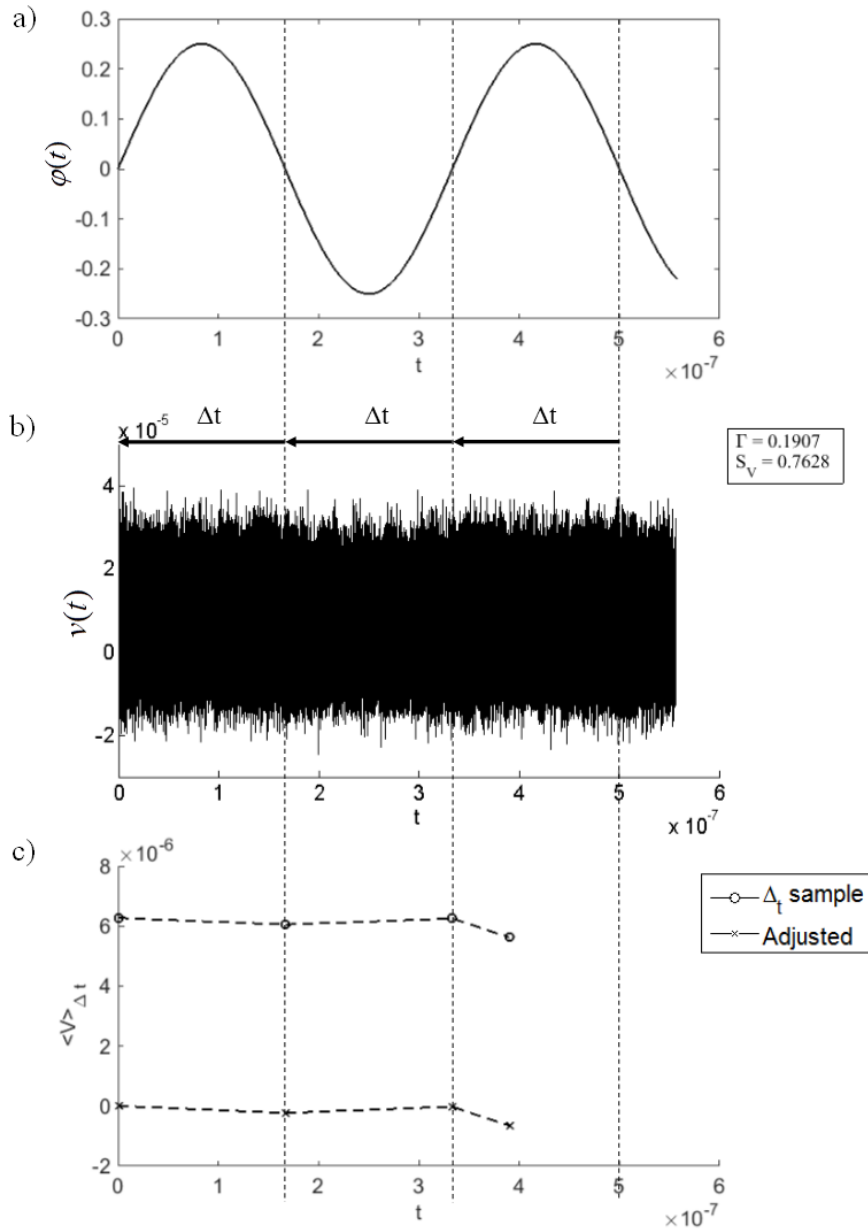 a)
0.3
0.2
0.1
0
-0.1
-0.2
-0.3
φ(t)
0 1 2 3 4 5 6
t
×10⁻⁷
b)
x 10⁻⁵
Δt Δt Δt
Γ = 0.1907
S_V = 0.7628
4
2
0
-2
v(t)
0 1 2 3 4 5 6
t
x 10⁻⁷
c)
×10⁻⁶
8
6
4
2
0
-2
<V>_Δ t
Δ_t sample
Adjusted
0 1 2 3 4 5 6
t
×10⁻⁷